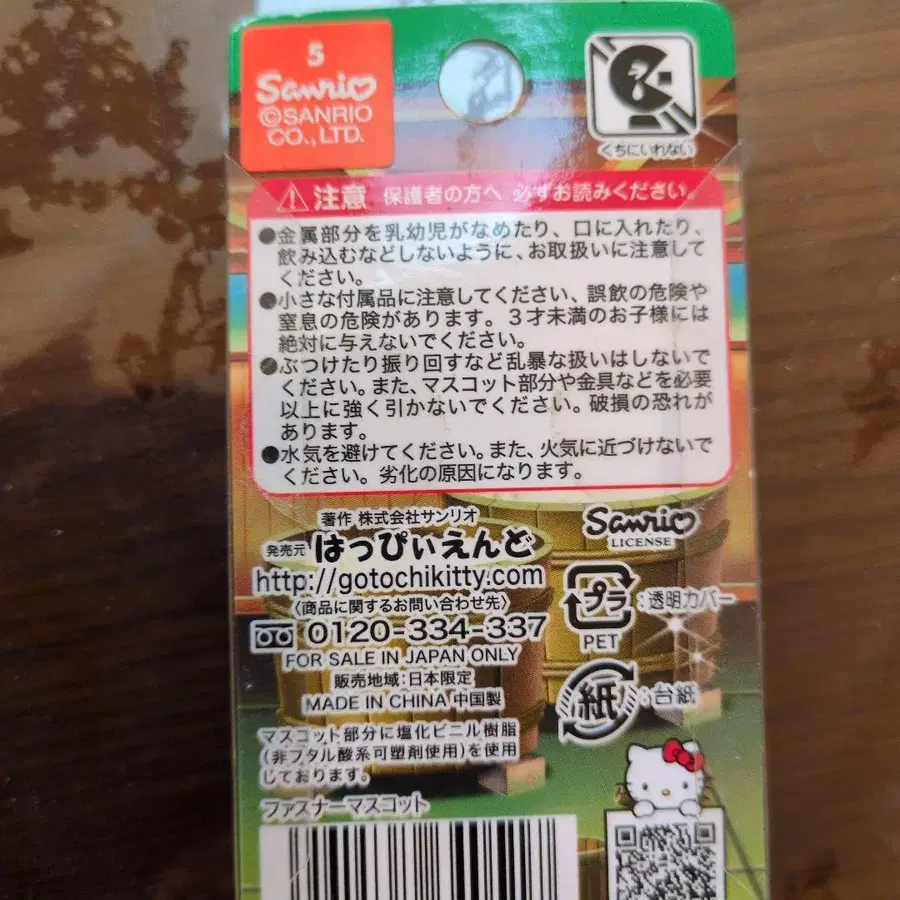 5
Sanrio
©SANRIO
CO., LTD.
くちにいれない
注意 保護者の方へ 必ずお読みください。
●金属部分を乳幼児がなめたり、口に入れたり、
飲み込むなどしないように、お取扱いに注意して
ください。
●小さな付属品に注意してください、誤飲の危険や
窒息の危険があります。3才未満のお子様には
絶対に与えないでください。
●ぶつけたり振り回すなど乱暴な扱いはしないで
ください。また、マスコット部分や金具などを必要
以上に強く引かないでください。破損の恐れが
あります。
●水気を避けてください。また、火気に近づけないで
ください。劣化の原因になります。
著作 株式会社サンリオ
発売元 はっぴぃえんど
http://gotochikitty.com
〈商品に関するお問い合わせ先〉
0120-334-337
FOR SALE IN JAPAN ONLY
販売地域:日本限定
MADE IN CHINA 中国製
マスコット部分に塩化ビニル樹脂
(非フタル酸系可塑剤使用)を使用
しております。
ファスナーマスコット
Sanrio
LICENSE
プラ :透明カバー
PET
紙 :台紙